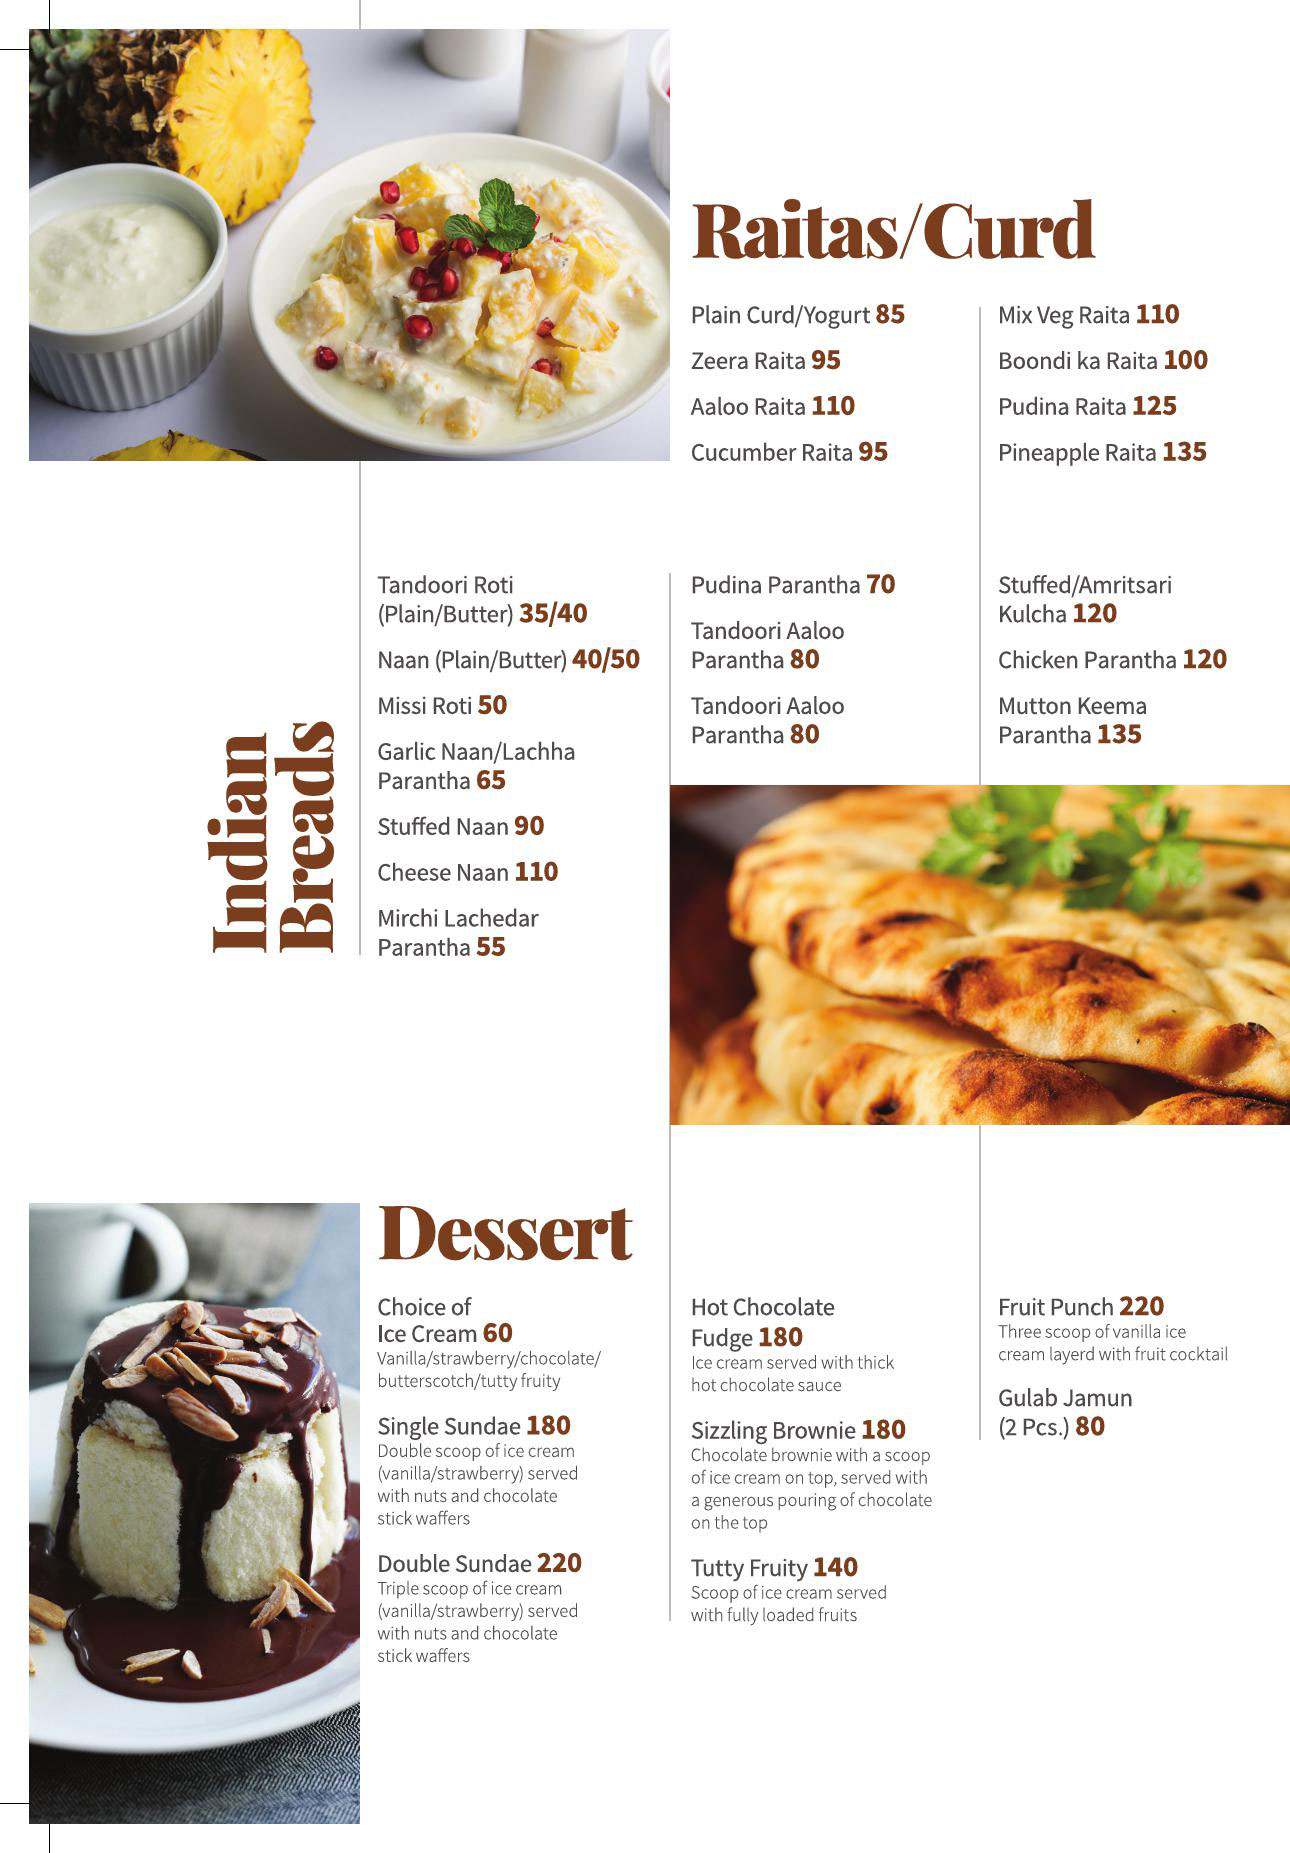 Raitas/Curd
Plain Curd/Yogurt 85
Zeera Raita 95
Aaloo Raita 110
Cucumber Raita 95
Mix Veg Raita 110
Boondi ka Raita 100
Pudina Raita 125
Pineapple Raita 135
Indian
Breads
Tandoori Roti
(Plain/Butter) 35/40
Naan (Plain/Butter) 40/50
Missi Roti 50
Garlic Naan/Lachha
Parantha 65
Stuffed Naan 90
Cheese Naan 110
Mirchi Lachedar
Parantha 55
Pudina Parantha 70
Tandoori Aaloo
Parantha 80
Tandoori Aaloo
Parantha 80
Stuffed/Amritsari
Kulcha 120
Chicken Parantha 120
Mutton Keema
Parantha 135
Dessert
Choice of
Ice Cream 60
Vanilla/strawberry/chocolate/
butterscotch/tutty fruity
Single Sundae 180
Double scoop of ice cream
(vanilla/strawberry) served
with nuts and chocolate
stick waffers
Double Sundae 220
Triple scoop of ice cream
(vanilla/strawberry) served
with nuts and chocolate
stick waffers
Hot Chocolate
Fudge 180
Ice cream served with thick
hot chocolate sauce
Sizzling Brownie 180
Chocolate brownie with a scoop
of ice cream on top, served with
a generous pouring of chocolate
on the top
Tutty Fruity 140
Scoop of ice cream served
with fully loaded fruits
Fruit Punch 220
Three scoop of vanilla ice
cream layerd with fruit cocktail
Gulab Jamun
(2 Pcs.) 80